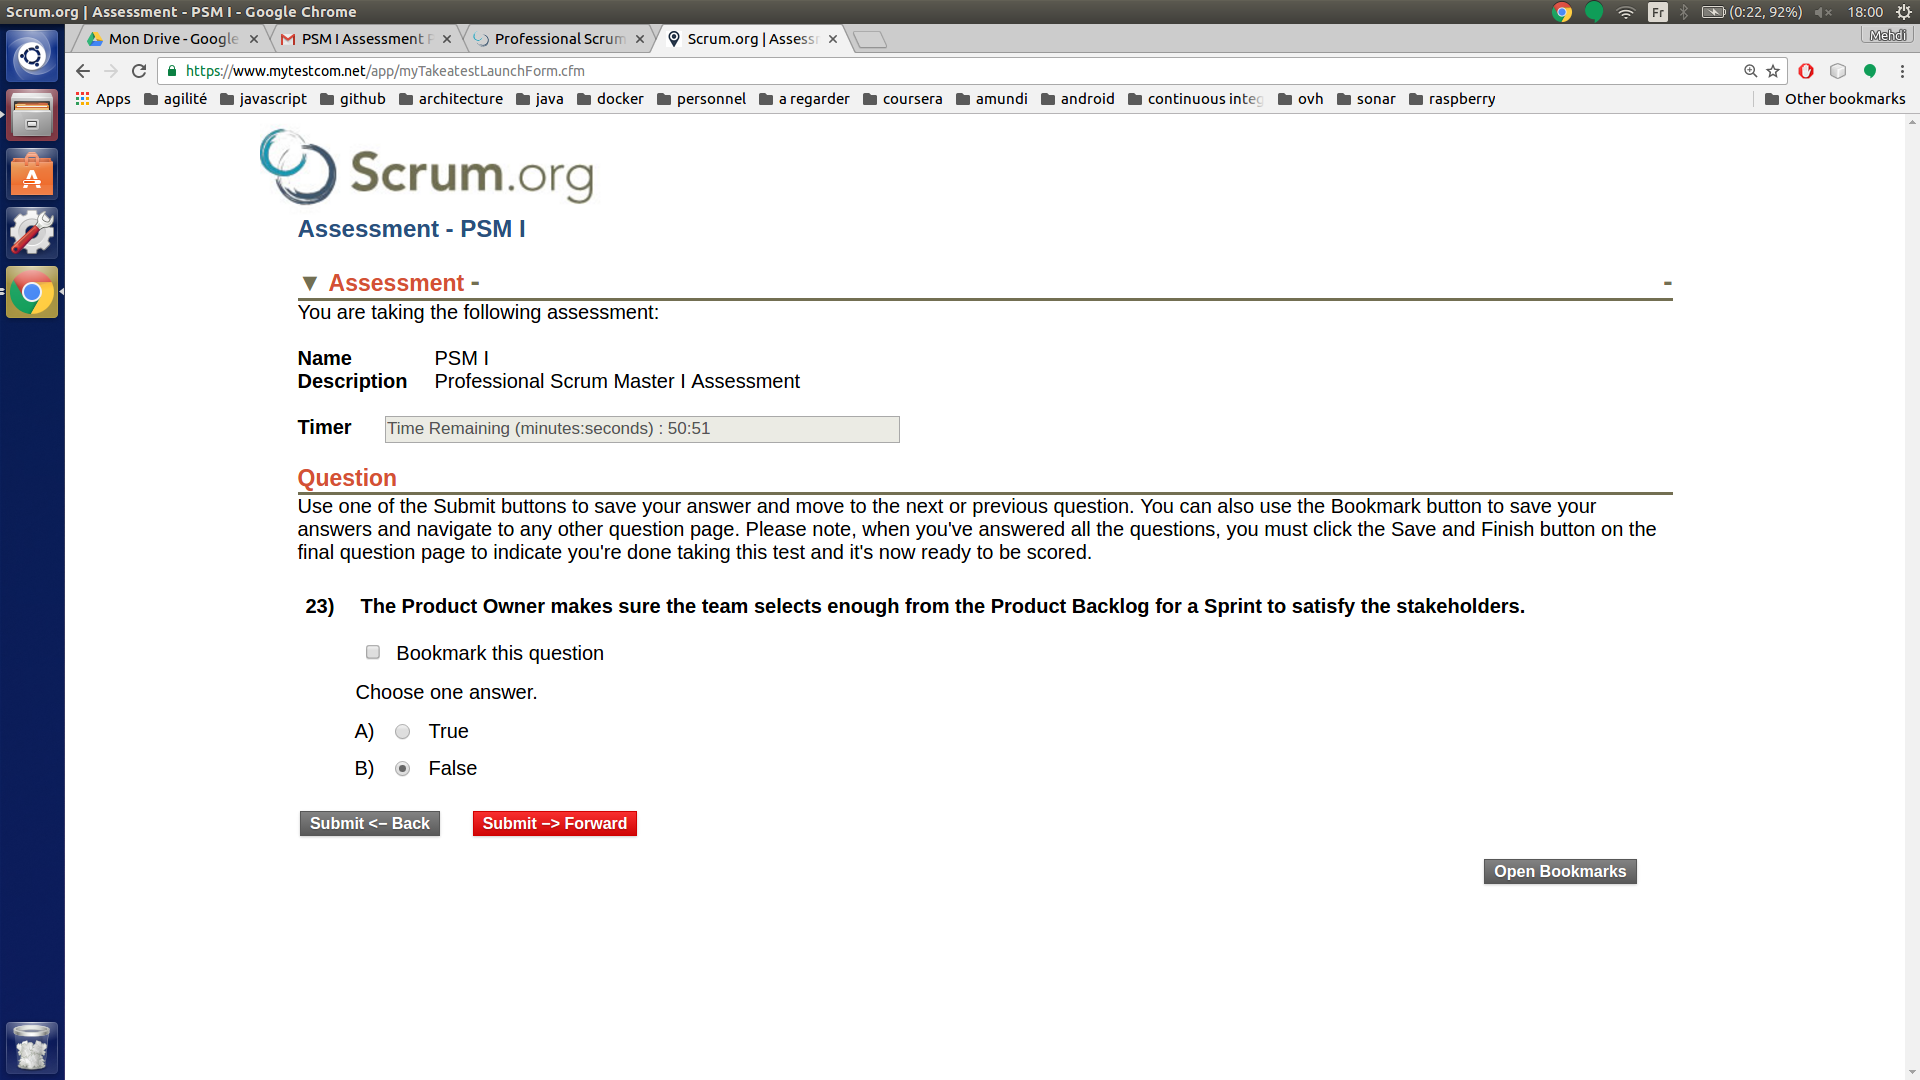 Scrum.org | Assessment - PSM I - Google Chrome
Fr
(0:22, 92%)
18:00
Mon Drive - Google
PSM I Assessment
Professional Scrum
Scrum.org | Assess
Mehdi
https://www.mytestcom.net/app/myTakeatestLaunchForm.cfm
Apps agilité javascript github architecture java docker personnel a regarder coursera amundi android continuous integ ovh sonar raspberry Other bookmarks
Scrum.org
Assessment - PSM I
▼ Assessment - -
You are taking the following assessment:
Name PSM I
Description Professional Scrum Master I Assessment
Timer Time Remaining (minutes:seconds) : 50:51
Question
Use one of the Submit buttons to save your answer and move to the next or previous question. You can also use the Bookmark button to save your
answers and navigate to any other question page. Please note, when you've answered all the questions, you must click the Save and Finish button on the
final question page to indicate you're done taking this test and it's now ready to be scored.
23) The Product Owner makes sure the team selects enough from the Product Backlog for a Sprint to satisfy the stakeholders.
Bookmark this question
Choose one answer.
A) True
B) False
Submit <– Back
Submit –> Forward
Open Bookmarks